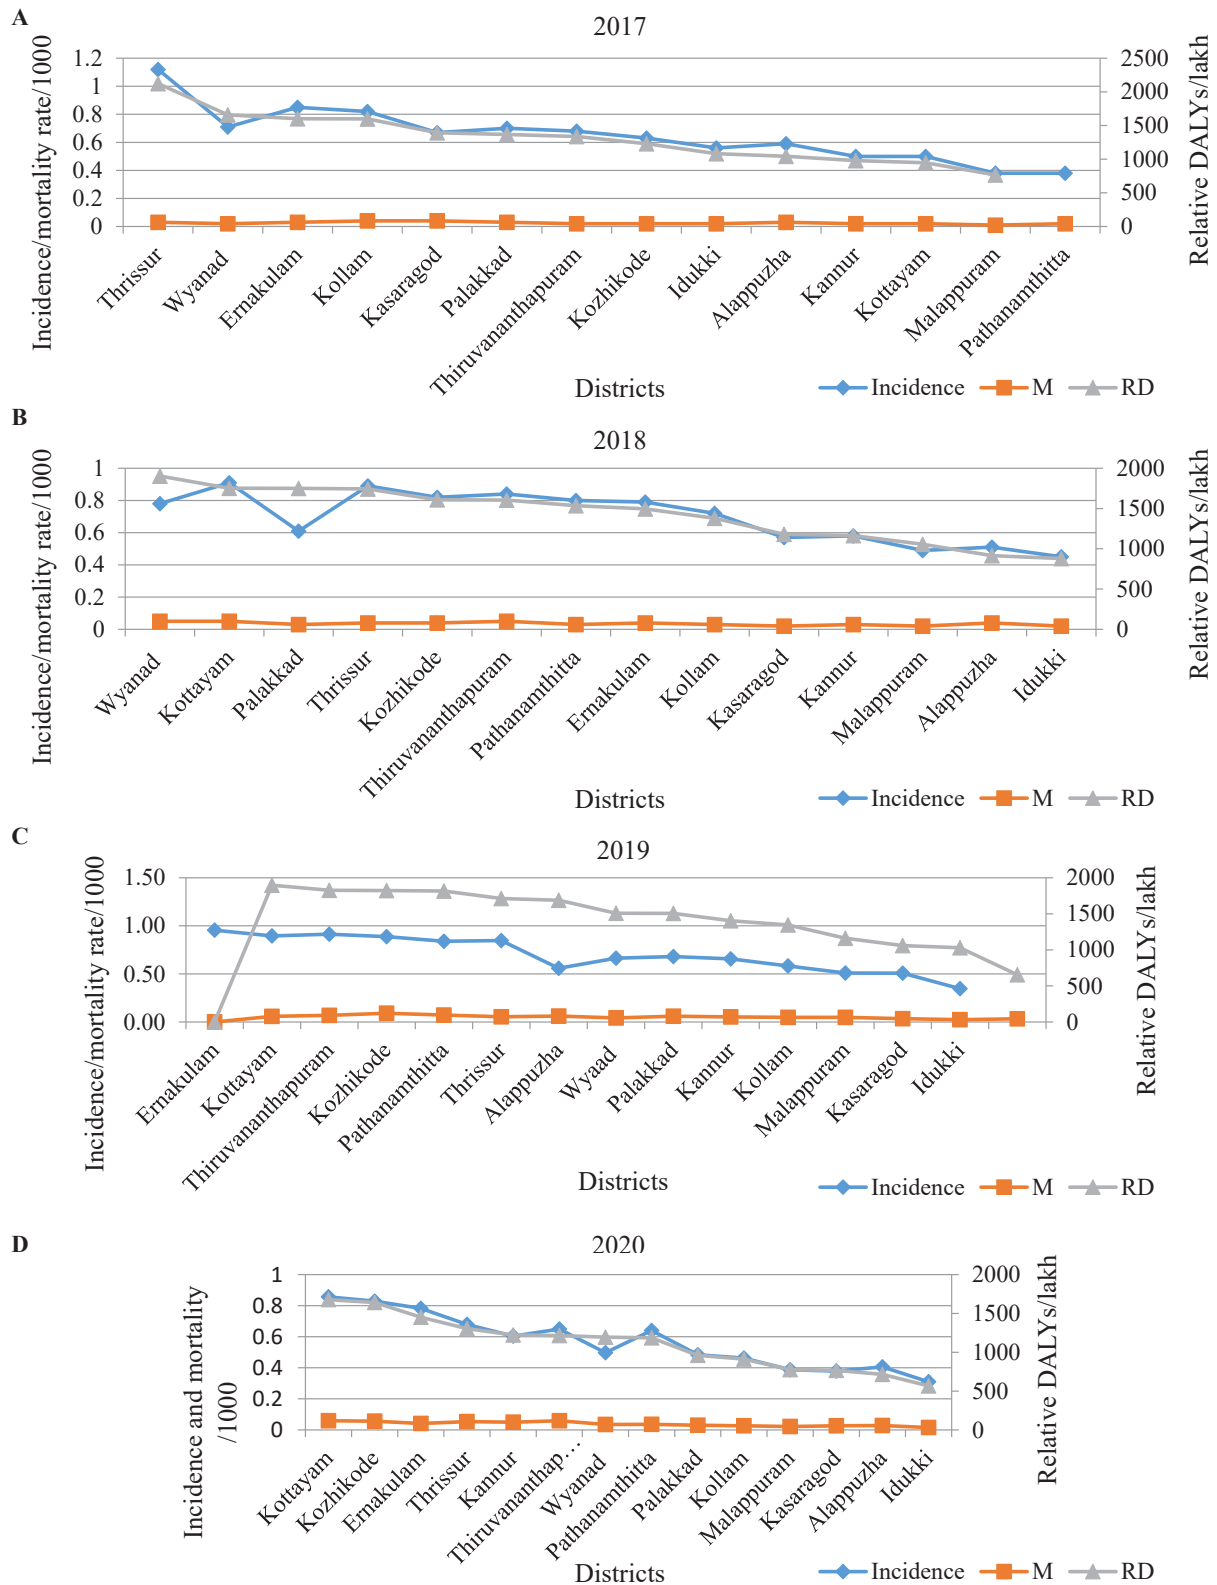 A
2017
Incidence/mortality rate/1000
1.2
1
0.8
0.6
0.4
0.2
0
2500
2000
1500
1000
500
0
Relative DALYs/lakh
Thrissur
Wyanad
Ernakulam
Kollam
Kasaragod
Palakkad
Thiruvananthapuram
Kozhikode
Idukki
Alappuzha
Kannur
Kottayam
Malappuram
Pathanamthitta
Districts
Incidence M RD
B
2018
Incidence/mortality rate/1000
1
0.8
0.6
0.4
0.2
0
2000
1500
1000
500
0
Relative DALYs/lakh
Wyanad
Kottayam
Palakkad
Thrissur
Kozhikode
Thiruvananthapuram
Pathanamthitta
Ernakulam
Kollam
Kasaragod
Kannur
Malappuram
Alappuzha
Idukki
Districts
Incidence M RD
C
2019
Incidence/mortality rate/1000
1.50
1.00
0.50
0.00
2000
1500
1000
500
0
Relative DALYs/lakh
Ernakulam
Kottayam
Thiruvananthapuram
Kozhikode
Pathanamthitta
Thrissur
Alappuzha
Wyaad
Palakkad
Kannur
Kollam
Malappuram
Kasaragod
Idukki
Districts
Incidence M RD
D
2020
Incidence and mortality
/1000
1
0.8
0.6
0.4
0.2
0
2000
1500
1000
500
0
Relative DALYs/lakh
Kottayam
Kozhikode
Ernakulam
Thrissur
Kannur
Thiruvananthap…
Wyanad
Pathanamthitta
Palakkad
Kollam
Malappuram
Kasaragod
Alappuzha
Idukki
Districts
Incidence M RD